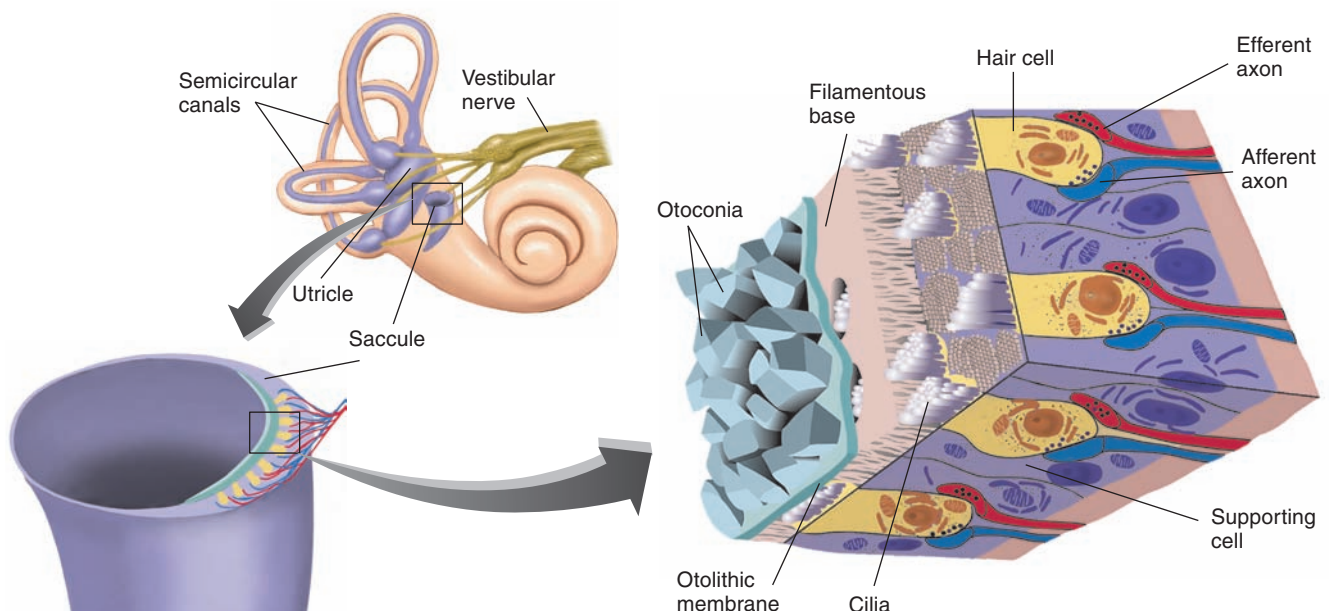 Semicircular
canals
Vestibular
nerve
Utricle
Saccule
Hair cell
Efferent
axon
Filamentous
base
Afferent
axon
Otoconia
Supporting
cell
Otolithic
membrane
Cilia